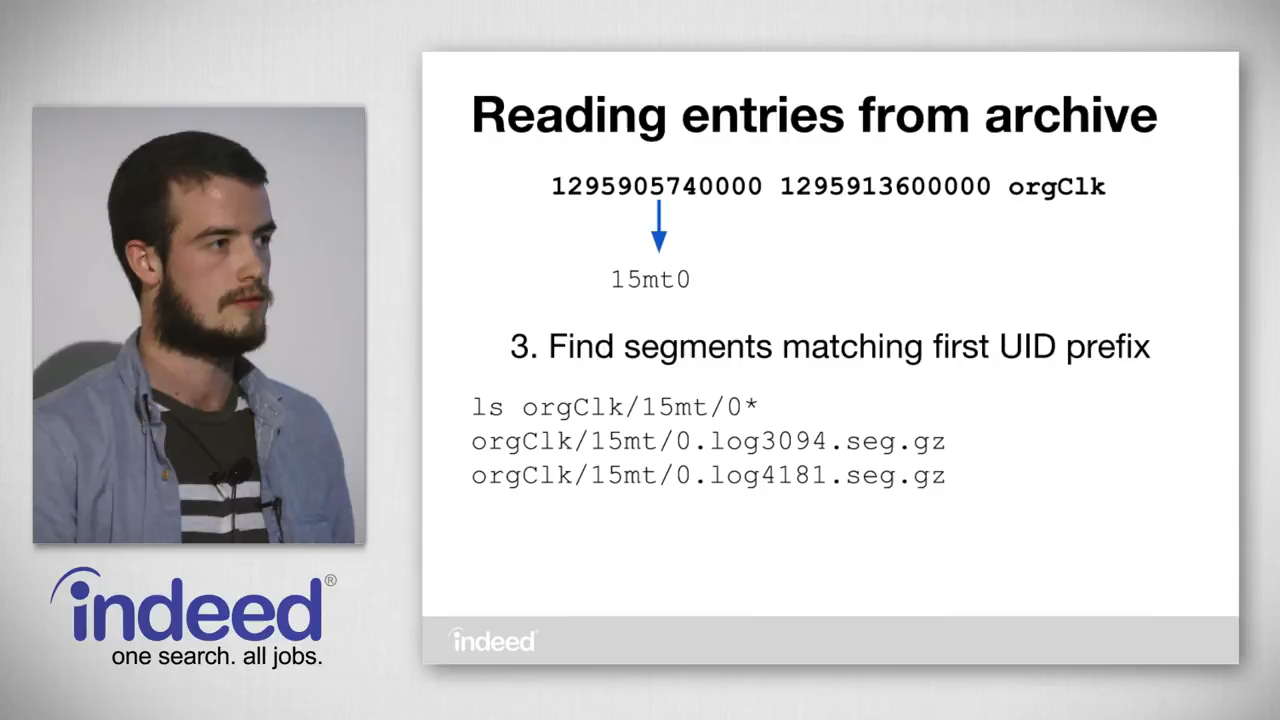 Reading entries from archive
1295905740000 1295913600000 orgClk
15mt0
3. Find segments matching first UID prefix
ls orgClk/15mt/0*
orgClk/15mt/0.log3094.seg.gz
orgClk/15mt/0.log4181.seg.gz
indeed®
one search. all jobs.
indeed